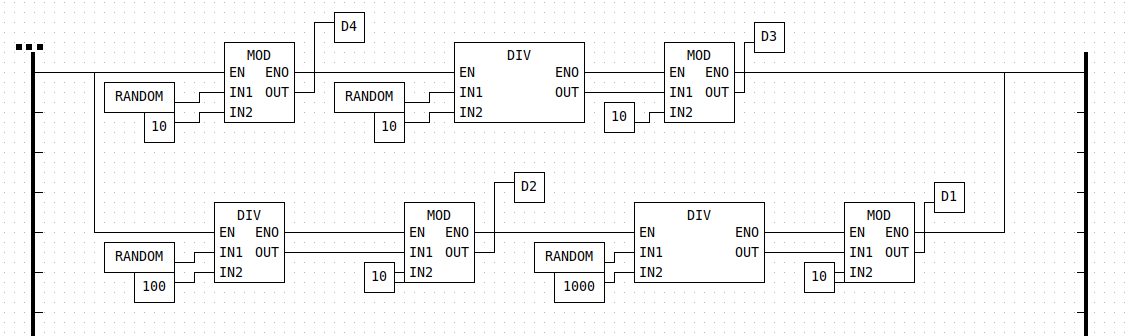 D4
D3
MOD
DIV
MOD
EN ENO
EN ENO
EN ENO
RANDOM
IN1 OUT
RANDOM
IN1 OUT
IN1 OUT
10
IN2
10
IN2
10
IN2
D2
D1
DIV
MOD
DIV
MOD
EN ENO
EN ENO
EN ENO
EN ENO
RANDOM
IN1 OUT
IN1 OUT
RANDOM
IN1 OUT
IN1 OUT
100
IN2
10
IN2
1000
IN2
10
IN2